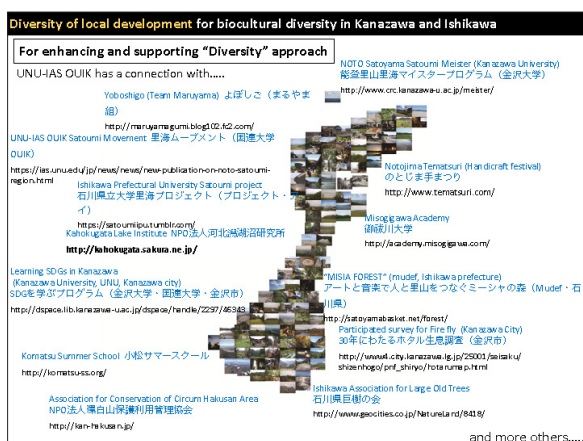 Diversity of local development for biocultural diversity in Kanazawa and Ishikawa
For enhancing and supporting “Diversity” approach
UNU-IAS OUIK has a connection with.....
NOTO Satoyama Satoumi Meister (Kanazawa University)
能登里山里海マイスタープログラム（金沢大学）
http://www.crc.kanazawa-u.ac.jp/meister/
Yoboshigo (Team Maruyama) よぼしご（まるやま
組）
http://maruyamagumi.blog102.fc2.com/
UNU-IAS OUIK Satoumi Movement 里海ムーブメント（国連大学
OUIK）
https://ias.unu.edu/jp/news/news/new-publication-on-noto-satoumi-
region.html
Notojima Tematsuri (Handicraft festival)
のとじま手まつり
http://www.tematsuri.com/
Ishikawa Prefectural University Satoumi project
石川県立大学里海プロジェクト（プロジェクト・ディ
イ）
https://satoumiipu.tumblr.com/
Misogigawa Academy
御祓川大学
http://academy.misogigawa.com/
Kahokugata Lake Institute NPO法人河北潟湖沼研究所
http://kahokugata.sakura.ne.jp/
Learning SDGs in Kanazawa
(Kanazawa University, UNU, Kanazawa city)
SDGを学ぶプログラム（金沢大学・国連大学・金沢市）
http://dspace.lib.kanazawa-u.ac.jp/dspace/handle/2297/46343
“MISIA FOREST” (mudef, Ishikawa prefecture)
アートと音楽で人と里山をつなぐミーシャの森（Mudef・石
川県）
http://satoyamabasket.net/forest/
Participated survey for Fire fly (Kanazawa City)
30年にわたるホタル生息調査（金沢市）
http://www4.city.kanazawa.lg.jp/25001/seisaku/
shizenhogo/pnf_shiryo/hotarumap.html
Komatsu Summer School 小松サマースクール
http://komatsu-ss.org/
Ishikawa Association for Large Old Trees
石川県巨樹の会
http://www.geocities.co.jp/NatureLand/8418/
Association for Conservation of Circum Hakusan Area
NPO法人環白山保護利用管理協会
http://kan-hakusan.jp/
and more others.....